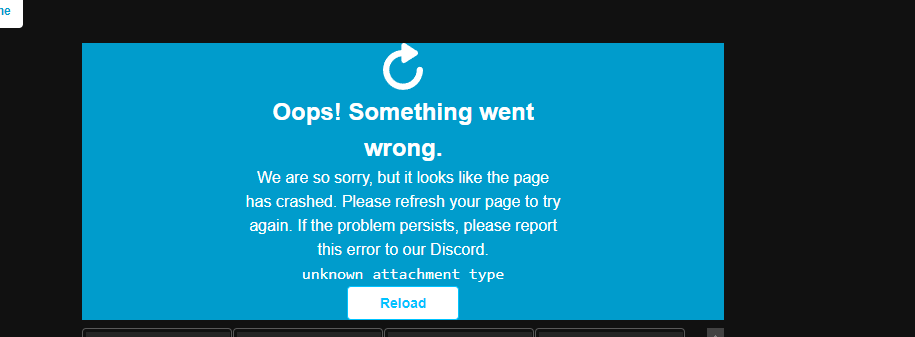 ne
Oops! Something went
wrong.
We are so sorry, but it looks like the page
has crashed. Please refresh your page to try
again. If the problem persists, please report
this error to our Discord.
unknown attachment type
Reload